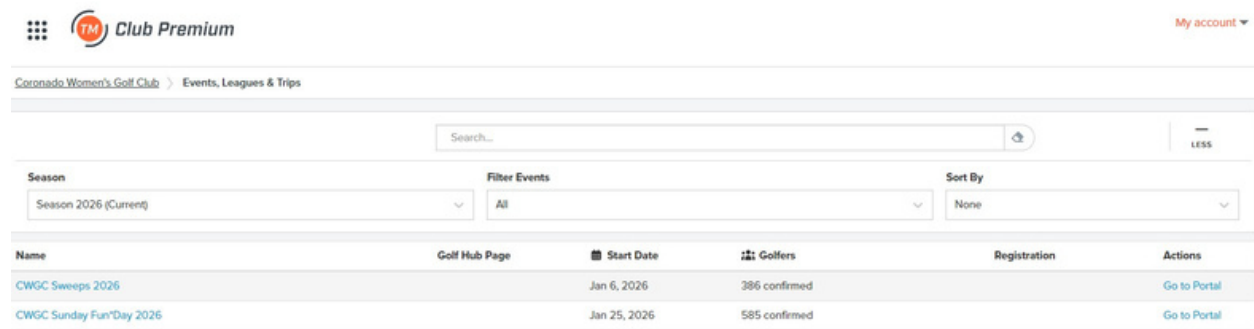 TM Club Premium
My account
Coronado Women's Golf Club > Events, Leagues & Trips
Search...
LESS
Season Filter Events Sort By
Season 2026 (Current) All None
Name Golf Hub Page Start Date Golfers Registration Actions
CWGC Sweeps 2026 Jan 6, 2026 386 confirmed Go to Portal
CWGC Sunday Fun*Day 2026 Jan 25, 2026 585 confirmed Go to Portal